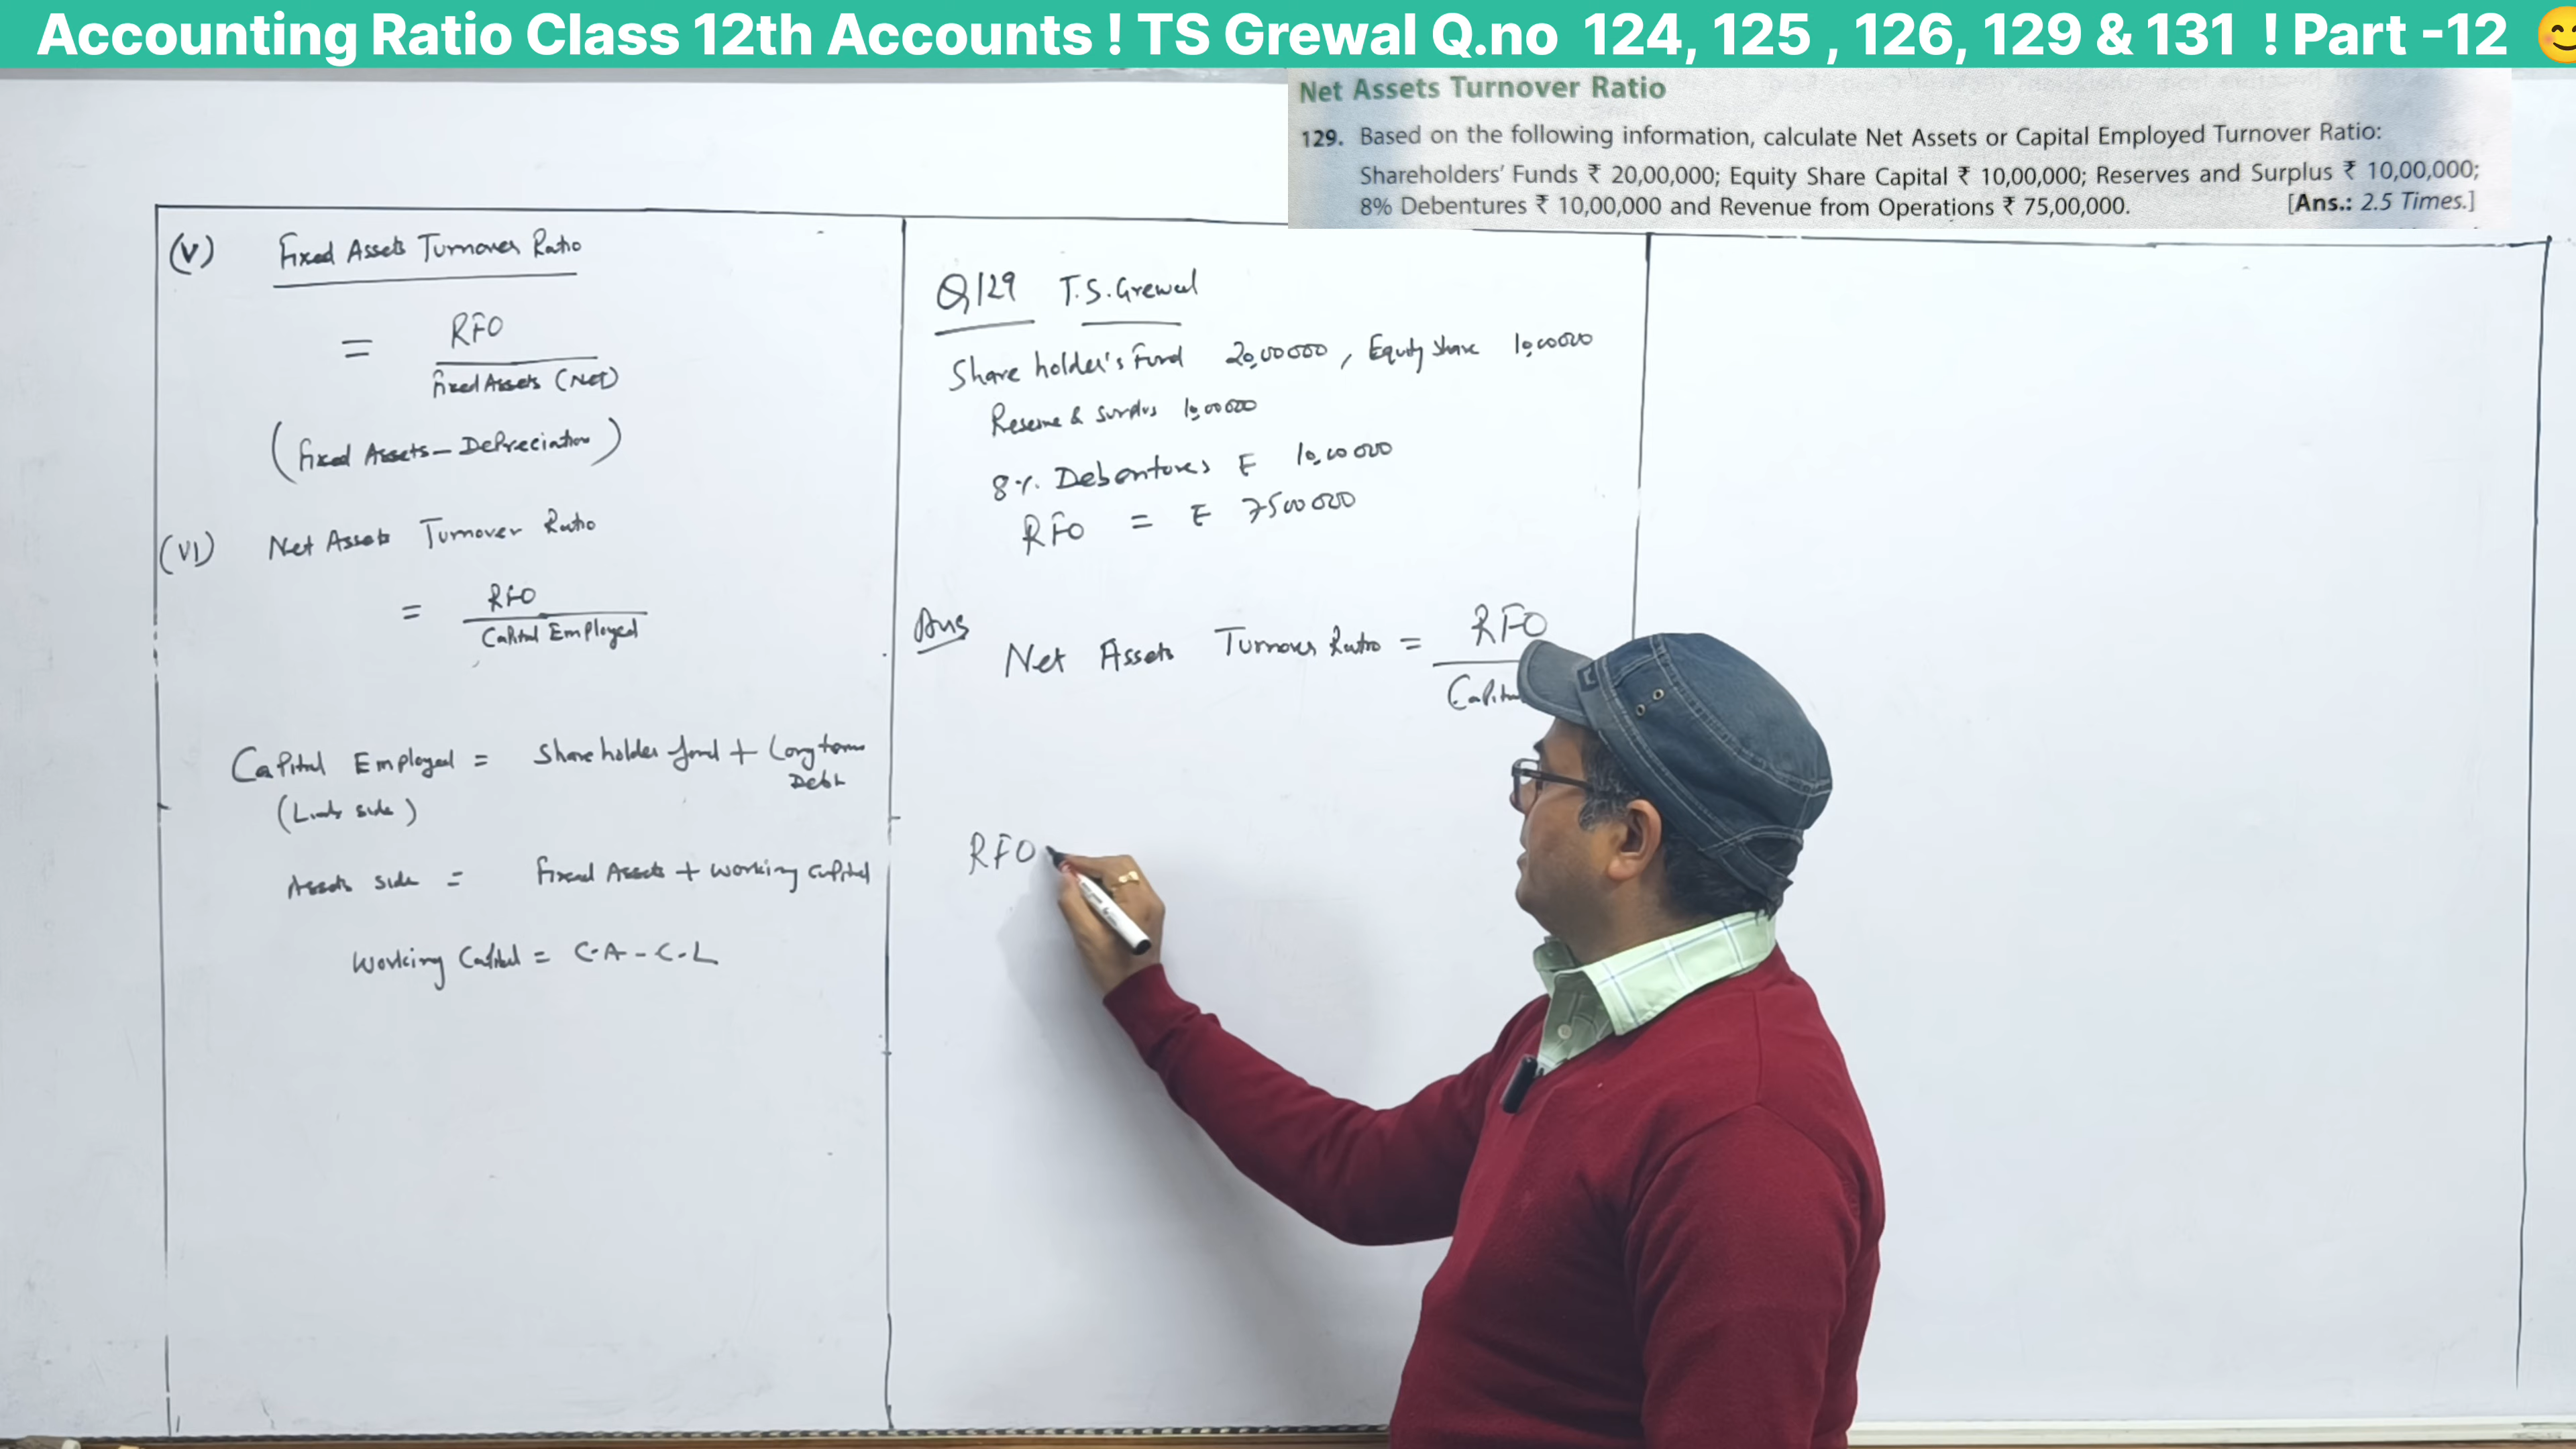 Accounting Ratio Class 12th Accounts ! TS Grewal Q.no 124, 125 , 126, 129 & 131 ! Part -12 😊
Net Assets Turnover Ratio
129. Based on the following information, calculate Net Assets or Capital Employed Turnover Ratio:
Shareholders' Funds ₹ 20,00,000; Equity Share Capital ₹ 10,00,000; Reserves and Surplus ₹ 10,00,000;
8% Debentures ₹ 10,00,000 and Revenue from Operations ₹ 75,00,000. [Ans.: 2.5 Times.]
(V) Fixed Assets Turnover Ratio
= RFO
Fixed Assets (Net)
(Fixed Assets - Depreciation)
(VI) Net Assets Turnover Ratio
= RFO
Capital Employed
Capital Employed = Shareholder fund + Long term
Debt
(Liab side)
Assets side = Fixed Assets + working capital
Working Capital = C.A - C.L
Q129 T.S.Grewal
Share holder's Fund 20,00000, Equity Share 10,00000
Reserve & Surplus 10,00000
8%. Debentures ₹ 10,00000
RFO = ₹ 7500000
Ans
Net Assets Turnover Ratio = RFO
Capital
RFO